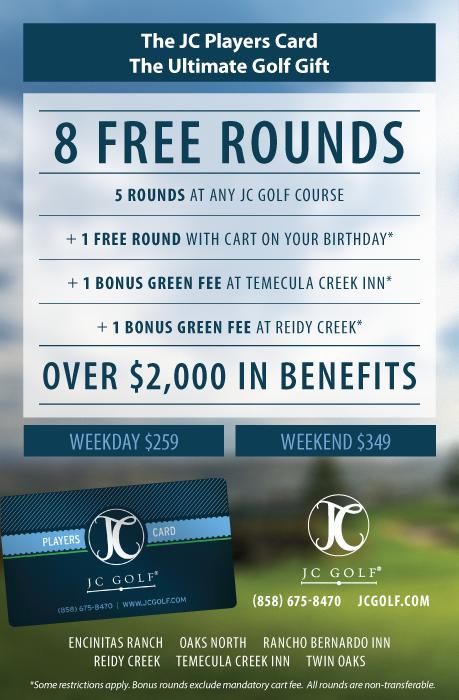 The JC Players Card
The Ultimate Golf Gift
8 FREE ROUNDS
5 ROUNDS AT ANY JC GOLF COURSE
+ 1 FREE ROUND WITH CART ON YOUR BIRTHDAY*
+ 1 BONUS GREEN FEE AT TEMECULA CREEK INN*
+ 1 BONUS GREEN FEE AT REIDY CREEK*
OVER $2,000 IN BENEFITS
WEEKDAY $259 WEEKEND $349
PLAYERS JC CARD
JC GOLF®
(858) 675-8470 | WWW.JCGOLF.COM
JC
JC GOLF®
(858) 675-8470 JCGOLF.COM
ENCINITAS RANCH OAKS NORTH RANCHO BERNARDO INN
REIDY CREEK TEMECULA CREEK INN TWIN OAKS
*Some restrictions apply. Bonus rounds exclude mandatory cart fee. All rounds are non-transferable.